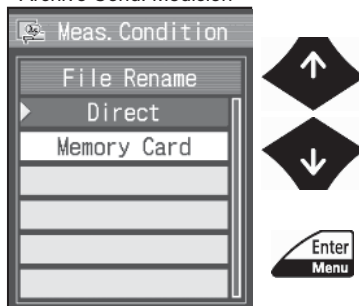 Meas. Condition
File Rename
Direct
Memory Card
Enter
Menu